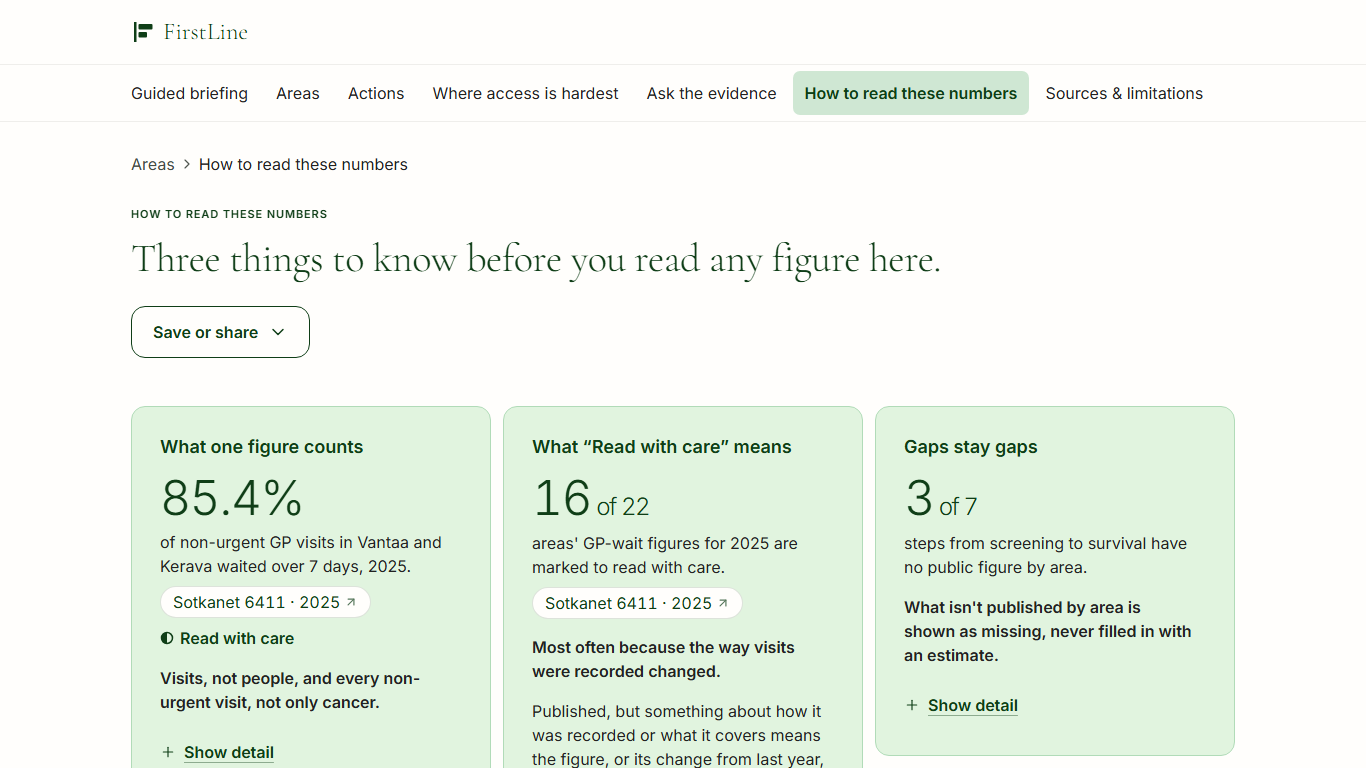 FirstLine
Guided briefing
Areas
Actions
Where access is hardest
Ask the evidence
How to read these numbers
Sources & limitations
Areas > How to read these numbers
HOW TO READ THESE NUMBERS
Three things to know before you read any figure here.
Save or share
What one figure counts
85.4%
of non-urgent GP visits in Vantaa and
Kerava waited over 7 days, 2025.
Sotkanet 6411 · 2025 ↗
Read with care
Visits, not people, and every non-
urgent visit, not only cancer.
+ Show detail
What “Read with care” means
16 of 22
areas' GP-wait figures for 2025 are
marked to read with care.
Sotkanet 6411 · 2025 ↗
Most often because the way visits
were recorded changed.
Published, but something about how it
was recorded or what it covers means
the figure, or its change from last year,
Gaps stay gaps
3 of 7
steps from screening to survival have
no public figure by area.
What isn't published by area is
shown as missing, never filled in with
an estimate.
+ Show detail